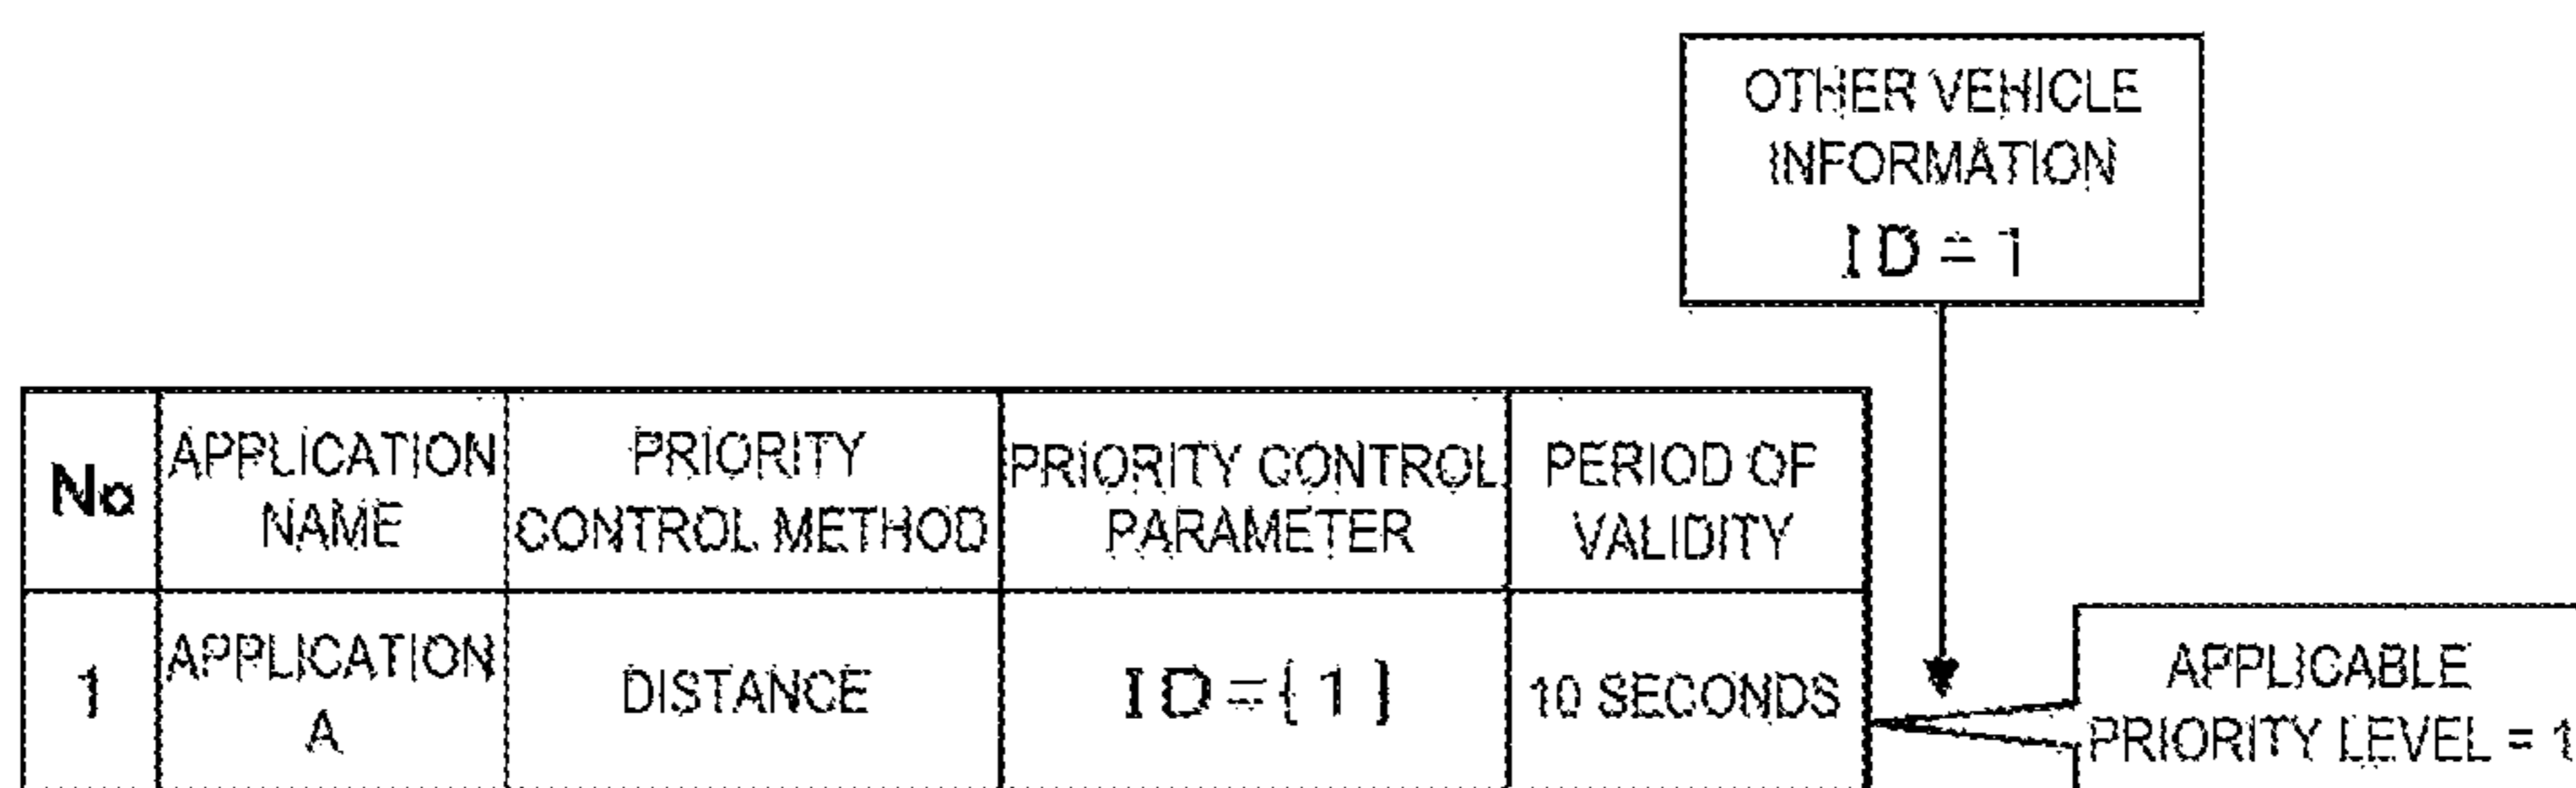 OTHER VEHICLE
INFORMATION
ID = 1
No
APPLICATION
NAME
PRIORITY
CONTROL METHOD
PRIORITY CONTROL
PARAMETER
PERIOD OF
VALIDITY
1
APPLICATION
A
DISTANCE
ID = { 1 }
10 SECONDS
APPLICABLE
PRIORITY LEVEL = 1